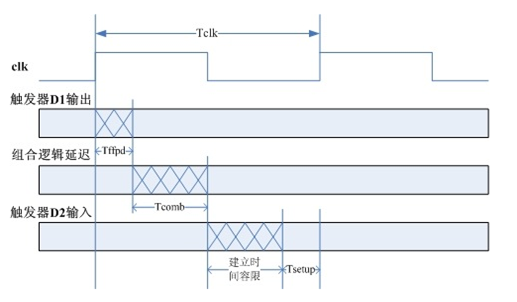 Tclk
clk
触发器D1输出
Tffpd
组合逻辑延迟
Tcomb
触发器D2输入
建立时
间容限
Tsetup